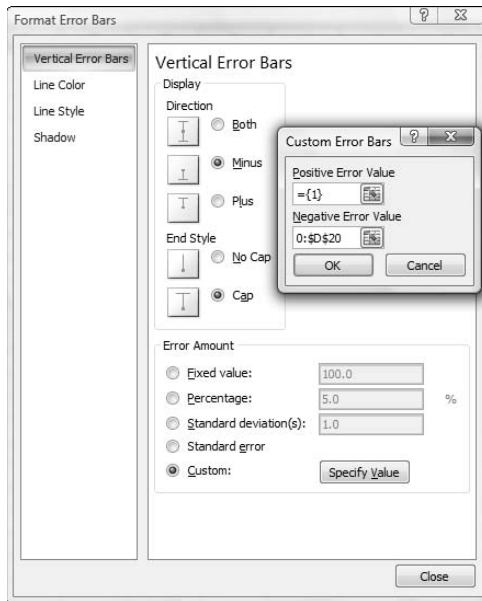 Format Error Bars
Vertical Error Bars
Line Color
Line Style
Shadow
Vertical Error Bars
Display
Direction
Both
Minus
Plus
End Style
No Cap
Cap
Custom Error Bars
Positive Error Value
={1}
Negative Error Value
0:$D$20
OK Cancel
Error Amount
Fixed value: 100.0
Percentage: 5.0 %
Standard deviation(s): 1.0
Standard error
Custom: Specify Value
Close